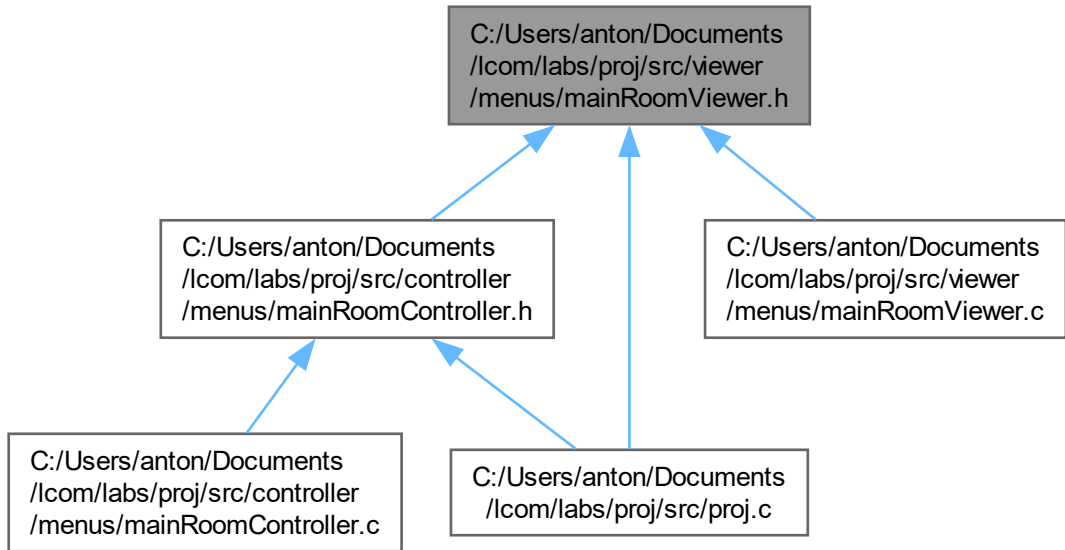 C:/Users/anton/Documents
/lcom/labs/proj/src/viewer
/menus/mainRoomViewer.h
C:/Users/anton/Documents
/lcom/labs/proj/src/controller
/menus/mainRoomController.h
C:/Users/anton/Documents
/lcom/labs/proj/src/viewer
/menus/mainRoomViewer.c
C:/Users/anton/Documents
/lcom/labs/proj/src/controller
/menus/mainRoomController.c
C:/Users/anton/Documents
/lcom/labs/proj/src/proj.c